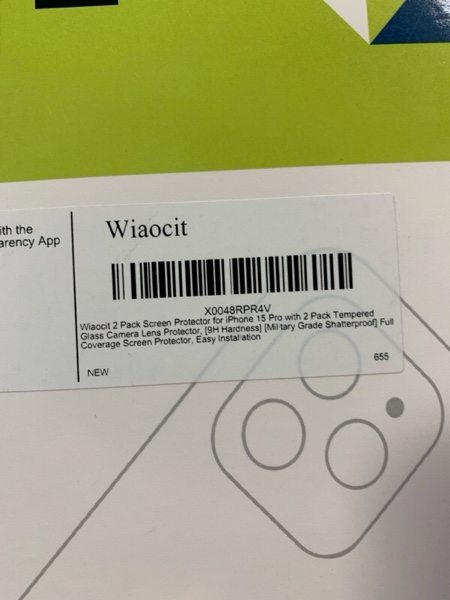 ith the
arency App
Wiaocit
X0048RPR4V
Wiaocit 2 Pack Screen Protector for iPhone 15 Pro with 2 Pack Tempered
Glass Camera Lens Protector, [9H Hardness] [Military Grade Shatterproof] Full
Coverage Screen Protector, Easy Installation
655
NEW